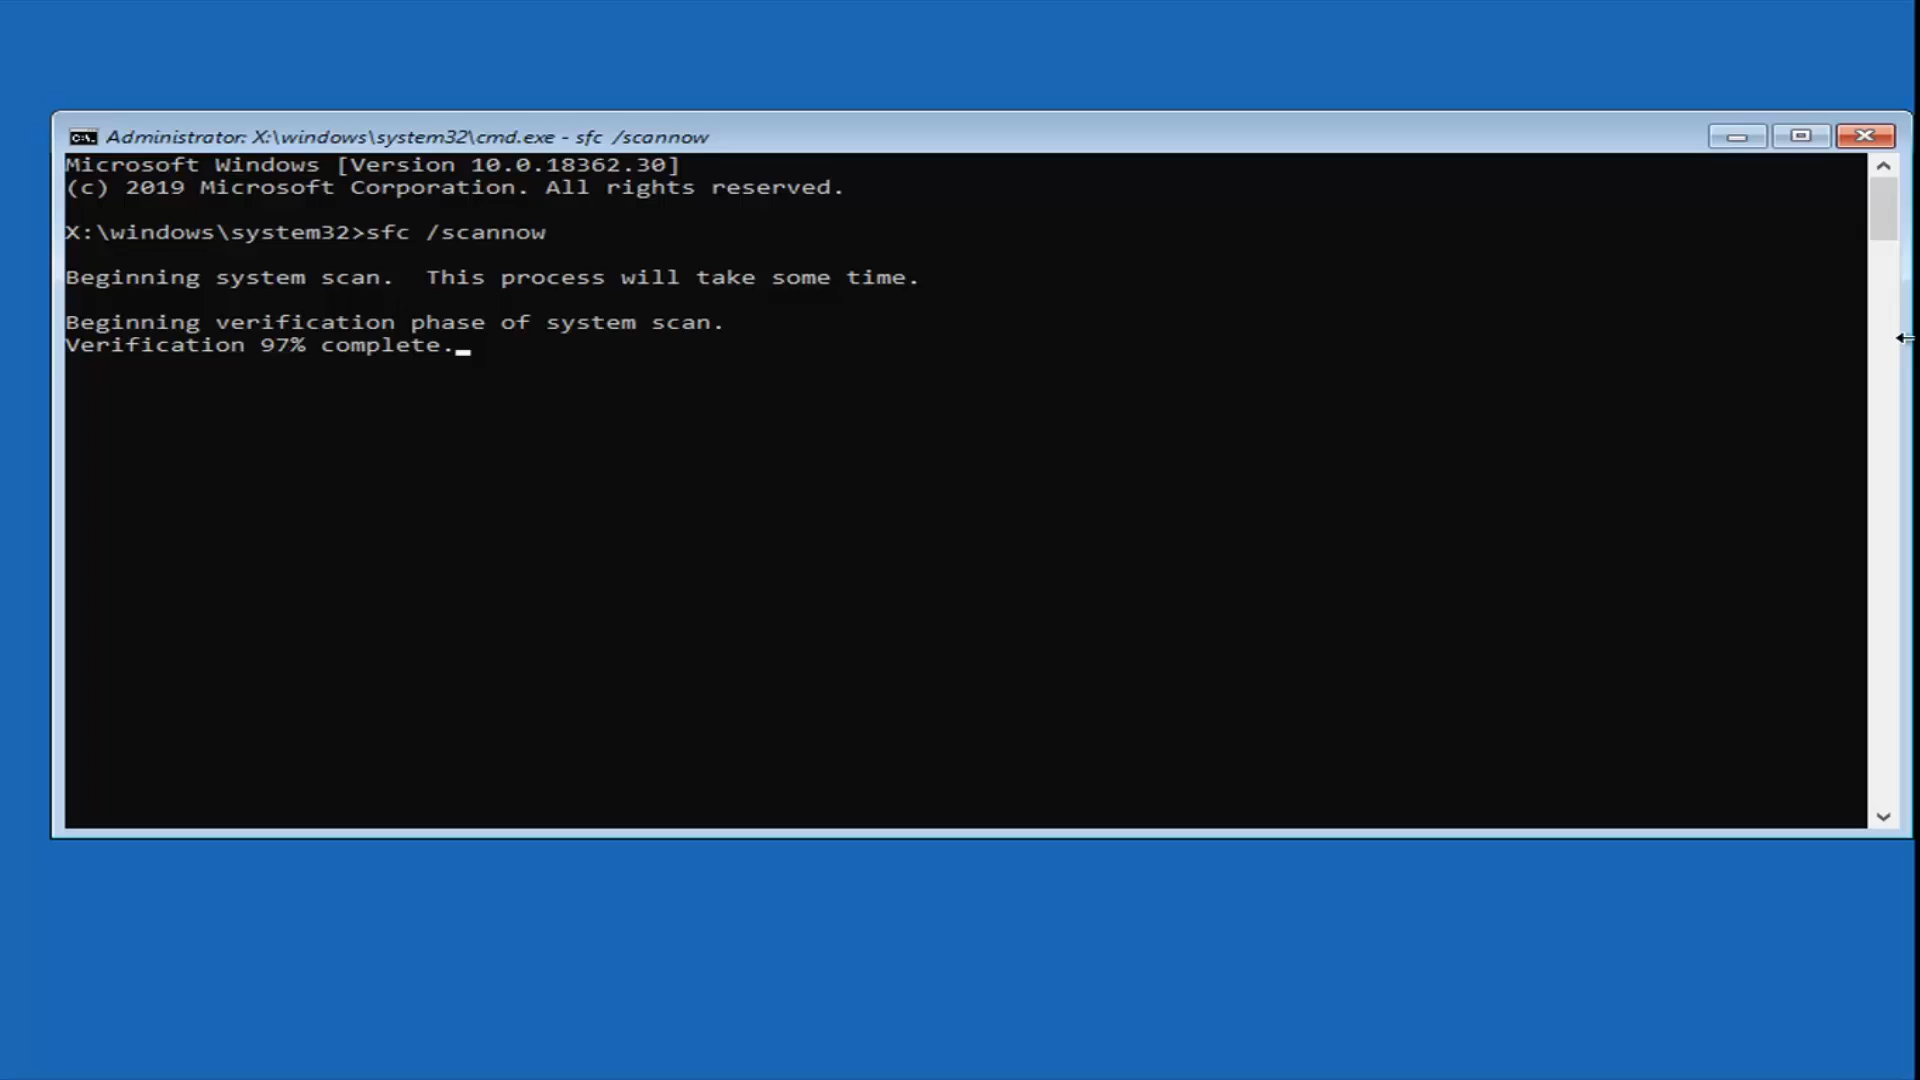 Administrator: X:\windows\system32\cmd.exe - sfc /scannow
Microsoft Windows [Version 10.0.18362.30]
(c) 2019 Microsoft Corporation. All rights reserved.
X:\windows\system32>sfc /scannow
Beginning system scan.  This process will take some time.
Beginning verification phase of system scan.
Verification 97% complete.